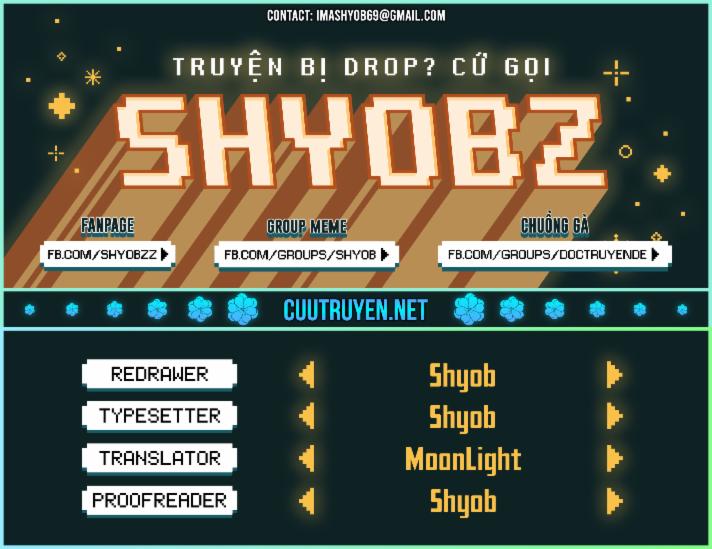 CONTACT: IMASHYOB69@GMAIL.COM
TRUYỆN BỊ DROP? CỨ GỌI
SHYOBZ
FANPAGE GROUP MEME CHUỒNG GÀ
FB.COM/SHYOBZZ FB.COM/GROUPS/SHYOB FB.COM/GROUPS/DOCTRUYENDE
CUUTRUYEN.NET
REDRAWER Shyob
TYPESETTER Shyob
TRANSLATOR MoonLight
PROOFREADER Shyob